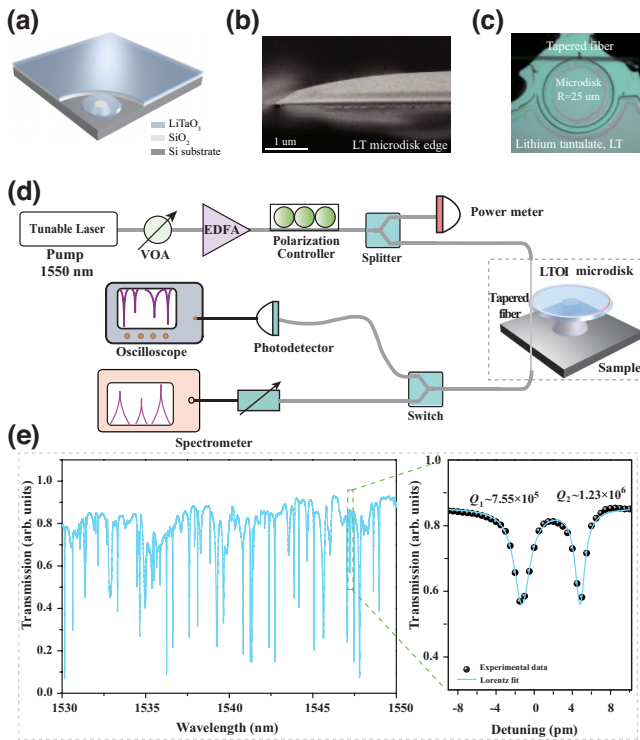 (a)
LiTaO3
SiO2
Si substrate
(b)
1 um
LT microdisk edge
(c)
Tapered fiber
Microdisk
R=25 um
Lithium tantalate, LT
(d)
Tunable Laser
Pump
1550 nm
VOA
EDFA
Polarization
Controller
Splitter
Power meter
LTOI microdisk
Tapered
fiber
Sample
Oscilloscope
Photodetector
Switch
Spectrometer
(e)
Transmission (arb. units)
1.0
0.8
0.6
0.4
0.2
0.0
1530
1535
1540
1545
1550
Wavelength (nm)
Transmission (arb. units)
1.0
0.8
0.6
0.4
Q1~7.55×10^5
Q2~1.23×10^6
Experimental data
Lorentz fit
-8
-4
0
4
8
Detuning (pm)